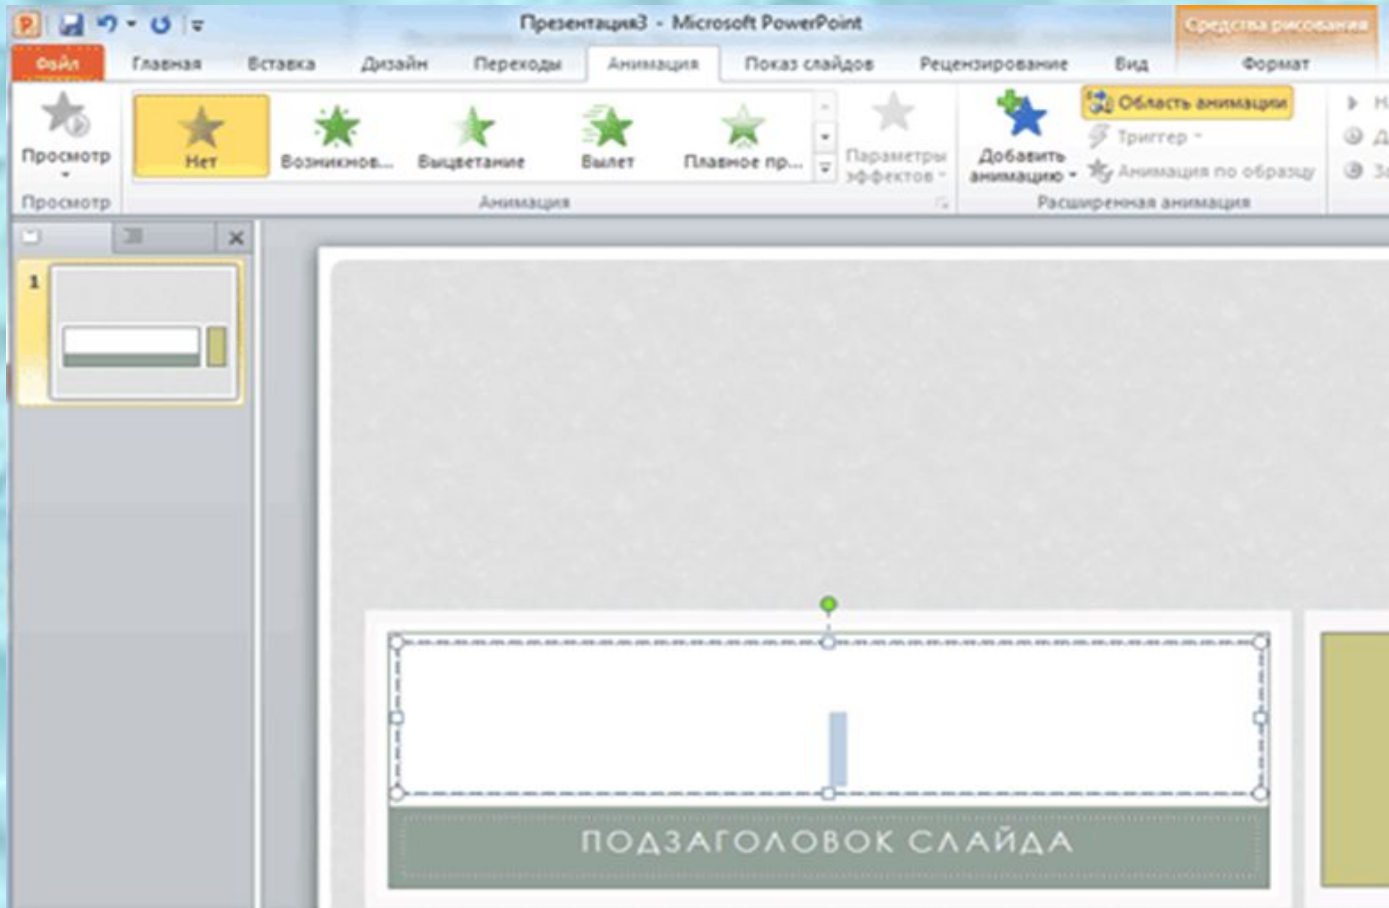 Презентация3 - Microsoft PowerPoint
Средства рисования
Файл Главная Вставка Дизайн Переходы Анимация Показ слайдов Рецензирование Вид Формат
Просмотр
Нет Возникнов... Выцветание Вылет Плавное пр...
Параметры эффектов
Добавить анимацию
Область анимации
Триггер
Анимация по образцу
Просмотр Анимация Расширенная анимация
1
ПОДЗАГОЛОВОК СЛАЙДА